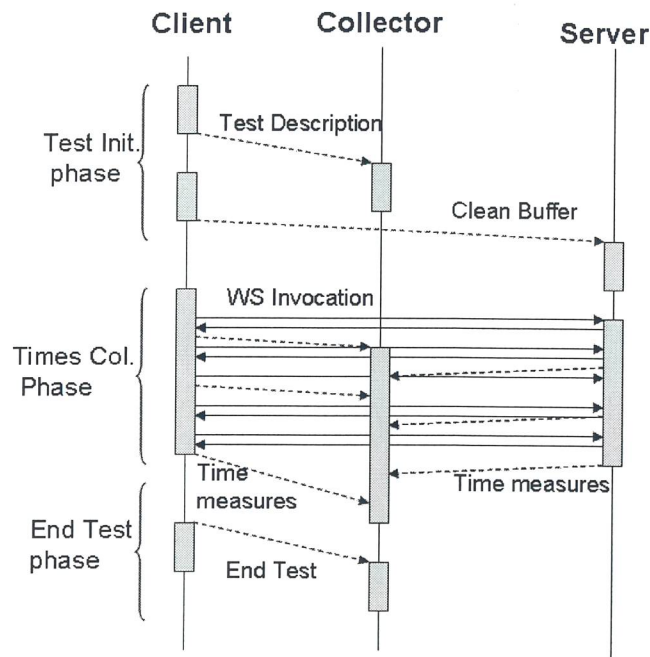 Client
Collector
Server
Test Init.
phase
Test Description
Clean Buffer
WS Invocation
Times Col.
Phase
Time
measures
Time measures
End Test
phase
End Test